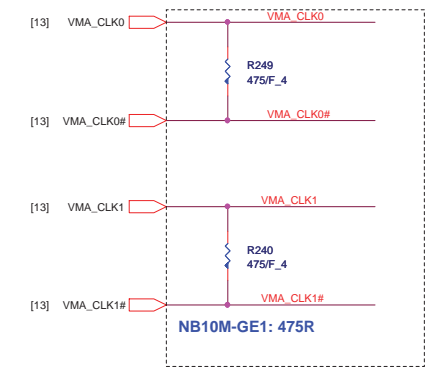 [13] VMA_CLK0 VMA_CLK0
R249
475/F_4
[13] VMA_CLK0# VMA_CLK0#
[13] VMA_CLK1 VMA_CLK1
R240
475/F_4
[13] VMA_CLK1# VMA_CLK1#
NB10M-GE1: 475R